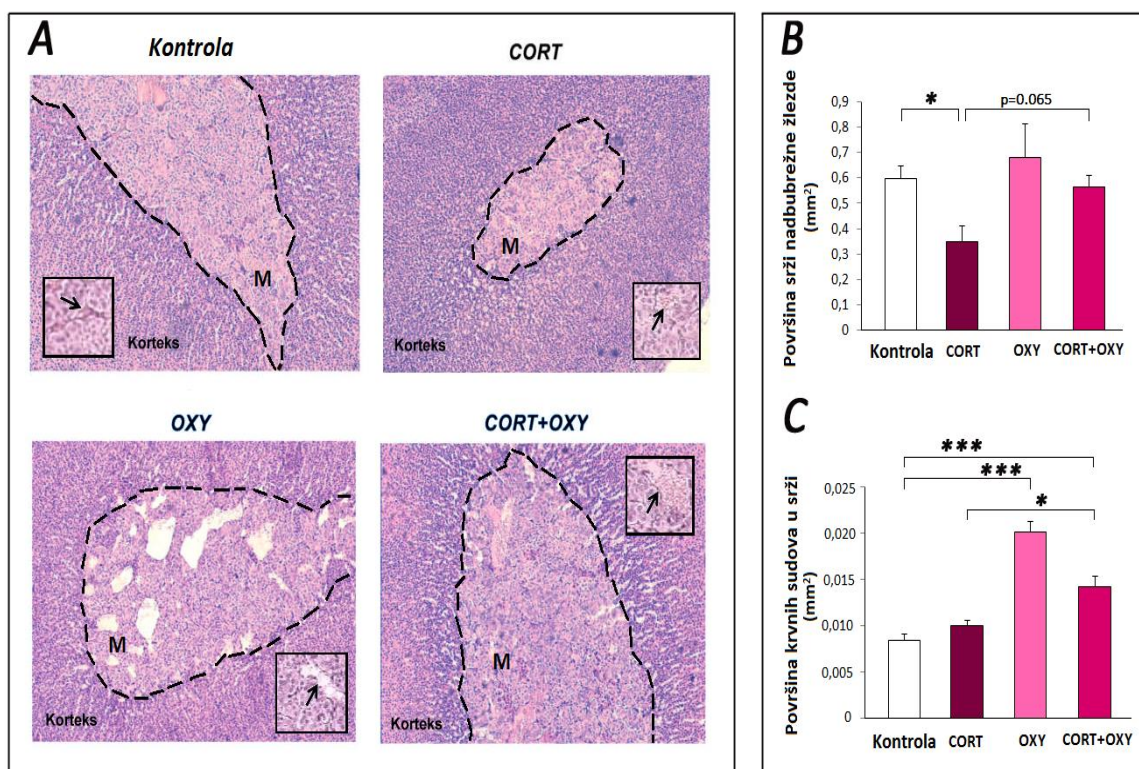 A
Kontrola
CORT
M
Korteks
M
Korteks
OXY
CORT+OXY
M
Korteks
M
Korteks
B
Površina srži nadbubrežne žlezde
(mm²)
0,9
0,8
0,7
0,6
0,5
0,4
0,3
0,2
0,1
0
*
p=0.065
Kontrola
CORT
OXY
CORT+OXY
C
Površina krvnih sudova u srži
(mm²)
0,025
0,020
0,015
0,010
0,005
0
***
***
*
Kontrola
CORT
OXY
CORT+OXY